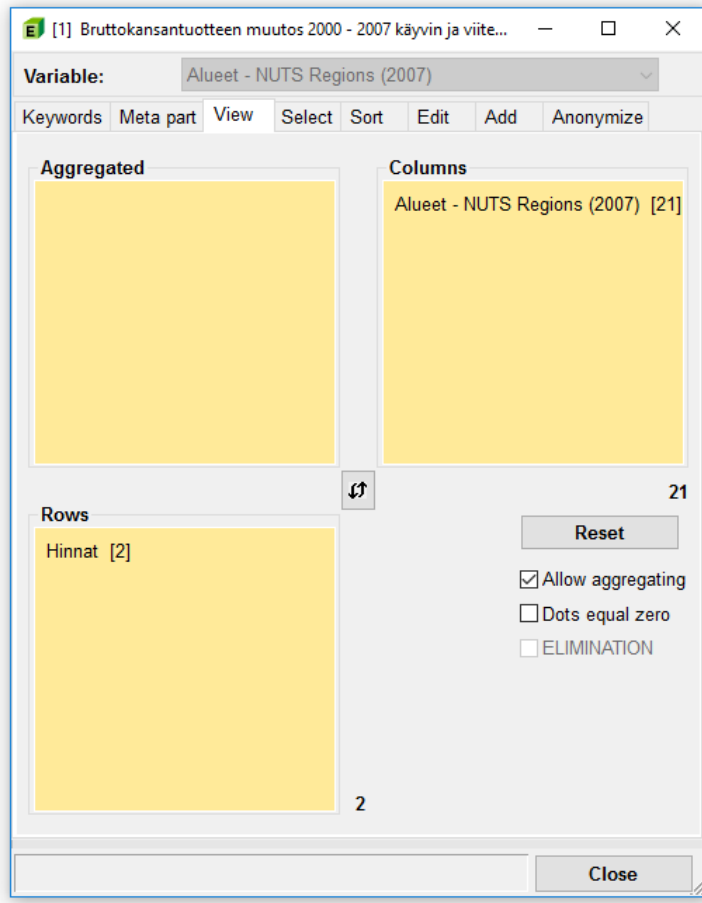 E [1] Bruttokansantuotteen muutos 2000 - 2007 käyvin ja viite...
Variable: Alueet - NUTS Regions (2007)
Keywords Meta part View Select Sort Edit Add Anonymize
Aggregated
Columns
Alueet - NUTS Regions (2007) [21]
21
Rows
Hinnat [2]
2
Reset
Allow aggregating
Dots equal zero
ELIMINATION
Close